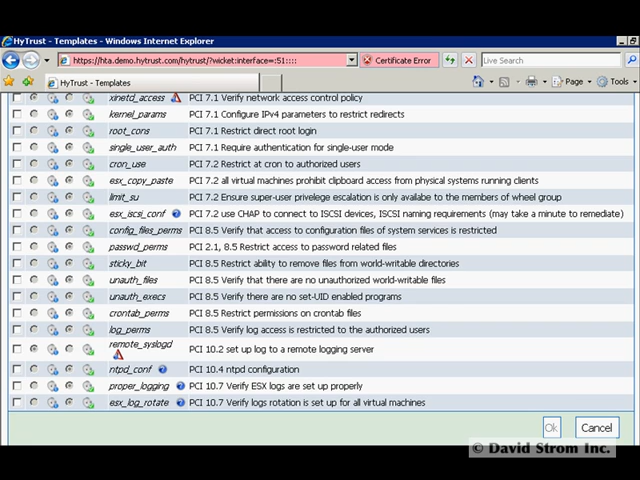 HyTrust - Templates - Windows Internet Explorer
https://hta.demo.hytrust.com/hytrust/?wicket:interface=:51::::
Certificate Error
Live Search
HyTrust - Templates
Page
Tools
xinetd_access PCI 7.1 Verify network access control policy
kernel_params PCI 7.1 Configure IPv4 parameters to restrict redirects
root_cons PCI 7.1 Restrict direct root login
single_user_auth PCI 7.1 Require authentication for single-user mode
cron_use PCI 7.2 Restrict at cron to authorized users
esx_copy_paste PCI 7.2 all virtual machines prohibit clipboard access from physical systems running clients
limit_su PCI 7.2 Ensure super-user privelege escalation is only availabe to the members of wheel group
esx_iscsi_conf PCI 7.2 use CHAP to connect to ISCSI devices, ISCSI naming requirements (may take a minute to remediate)
config_files_perms PCI 8.5 Verify that access to configuration files of system services is restricted
passwd_perms PCI 2.1, 8.5 Restrict access to password related files
sticky_bit PCI 8.5 Restrict ability to remove files from world-writable directories
unauth_files PCI 8.5 Verify that there are no unauthorized world-writable files
unauth_execs PCI 8.5 Verify there are no set-UID enabled programs
crontab_perms PCI 8.5 Restrict permissions on crontab files
log_perms PCI 8.5 Verify log access is restricted to the authorized users
remote_syslogd PCI 10.2 set up log to a remote logging server
ntpd_conf PCI 10.4 ntpd configuration
proper_logging PCI 10.7 Verify ESX logs are set up properly
esx_log_rotate PCI 10.7 Verify logs rotation is set up for all virtual machines
Ok Cancel
© David Strom Inc.